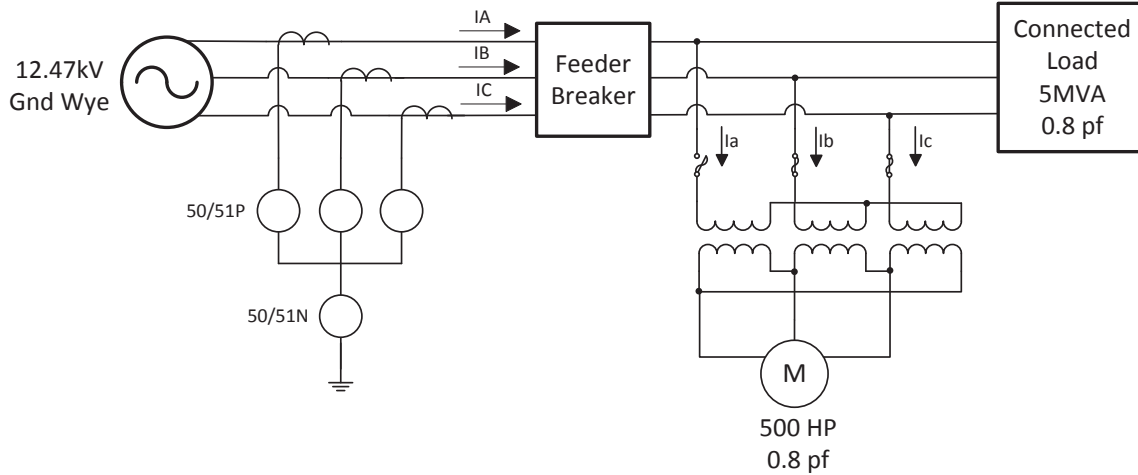 12.47kV
Gnd Wye
IA
IB
IC
Feeder
Breaker
Connected
Load
5MVA
0.8 pf
Ia
Ib
Ic
50/51P
50/51N
M
500 HP
0.8 pf